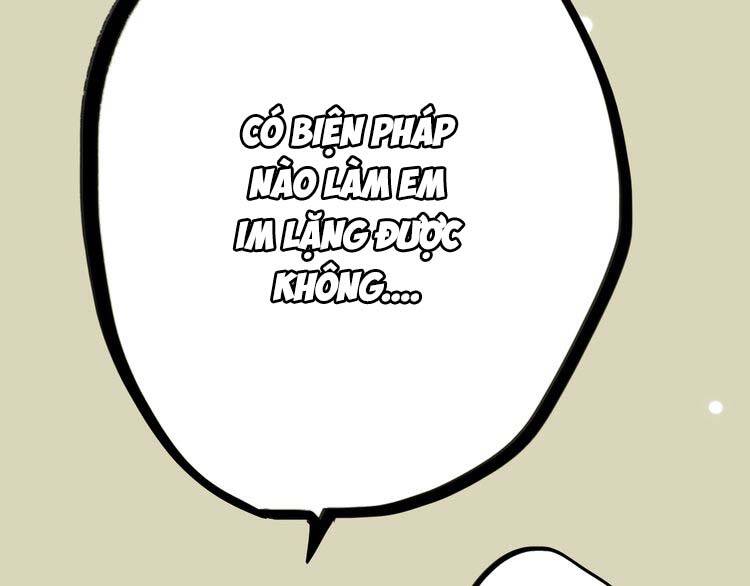 CÓ BIỆN PHÁP
NÀO LÀM EM
IM LẶNG ĐƯỢC
KHÔNG....